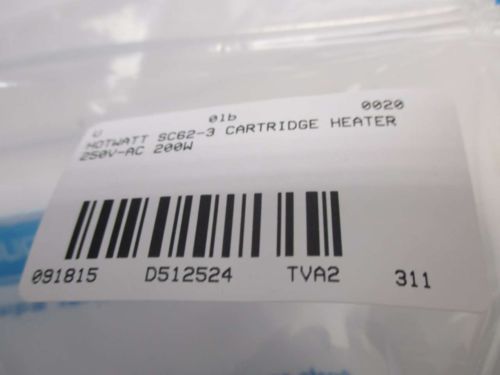 01b 0020
U
HOTWATT SC62-3 CARTRIDGE HEATER
250V-AC 200W
091815 D512524 TVA2 311